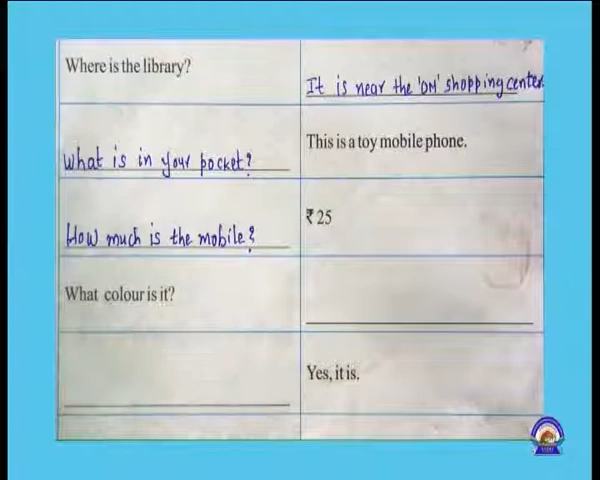 Where is the library?
It is near the 'OM' shopping center.
What is in your pocket?
This is a toy mobile phone.
How much is the mobile?
₹ 25
What colour is it?
Yes, it is.